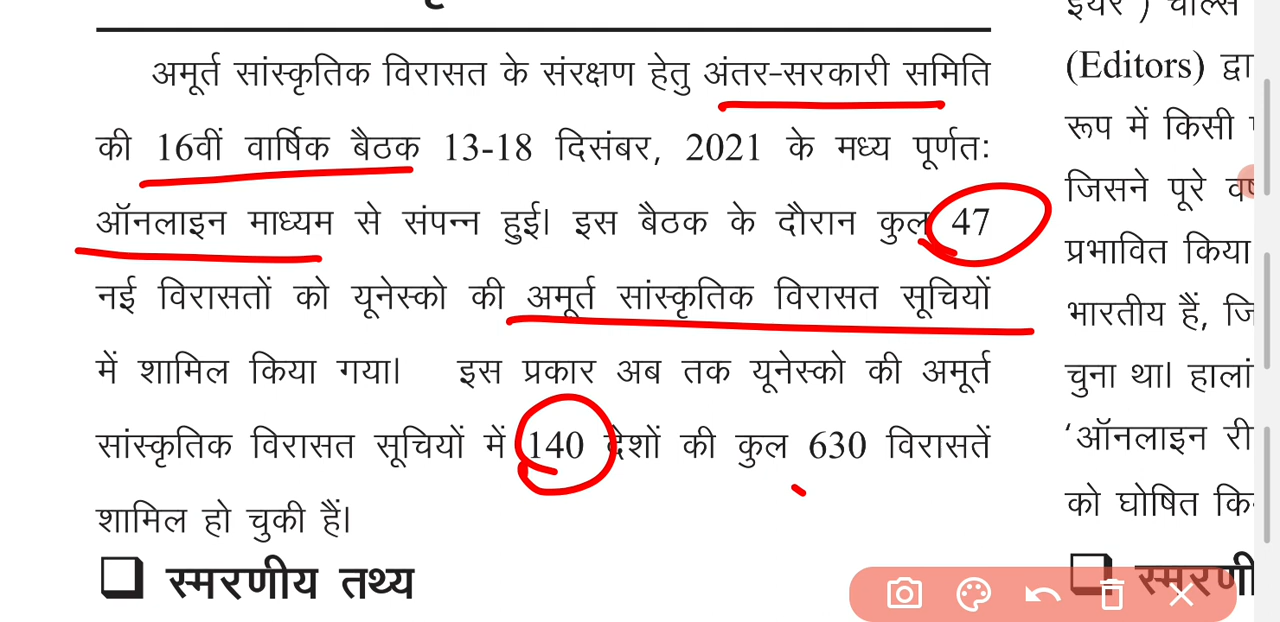 अमूर्त सांस्कृतिक विरासत के संरक्षण हेतु अंतर-सरकारी समिति
की 16वीं वार्षिक बैठक 13-18 दिसंबर, 2021 के मध्य पूर्णतः
ऑनलाइन माध्यम से संपन्न हुई। इस बैठक के दौरान कुल 47
नई विरासतों को यूनेस्को की अमूर्त सांस्कृतिक विरासत सूचियों
में शामिल किया गया। इस प्रकार अब तक यूनेस्को की अमूर्त
सांस्कृतिक विरासत सूचियों में 140 देशों की कुल 630 विरासतें
शामिल हो चुकी हैं।
स्मरणीय तथ्य
(Editors)
रूप में किसी
जिसने पूरे
प्रभावित किया
भारतीय हैं,
चुना था।
'ऑनलाइन
को घोषित